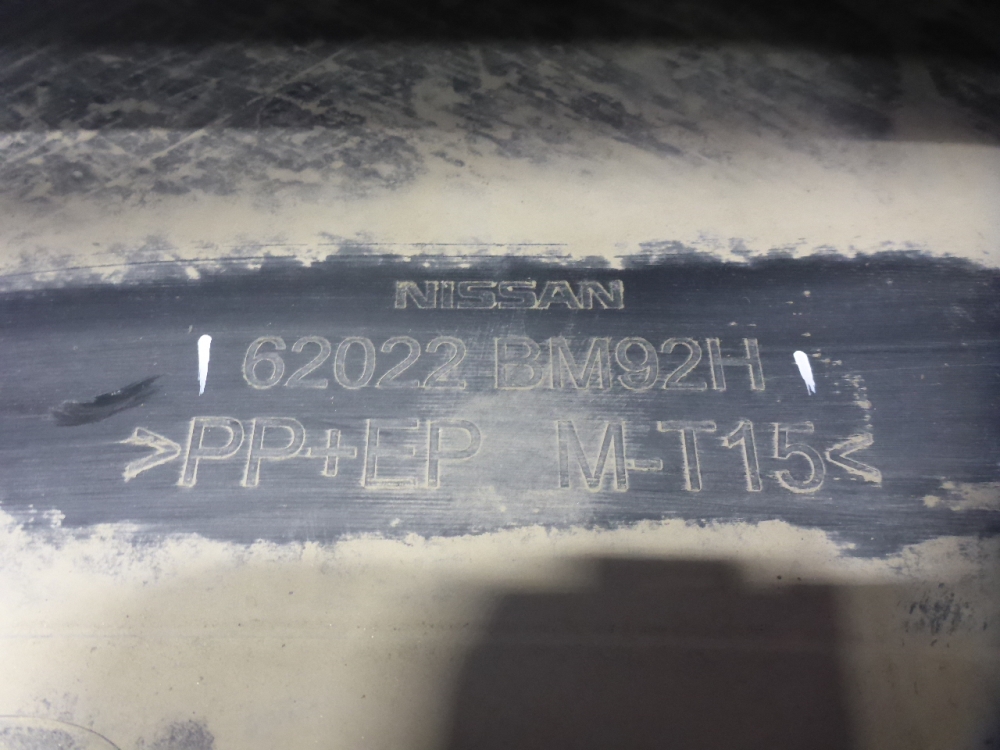 NISSAN
62022 BM92H
>PP+EP M-T15<